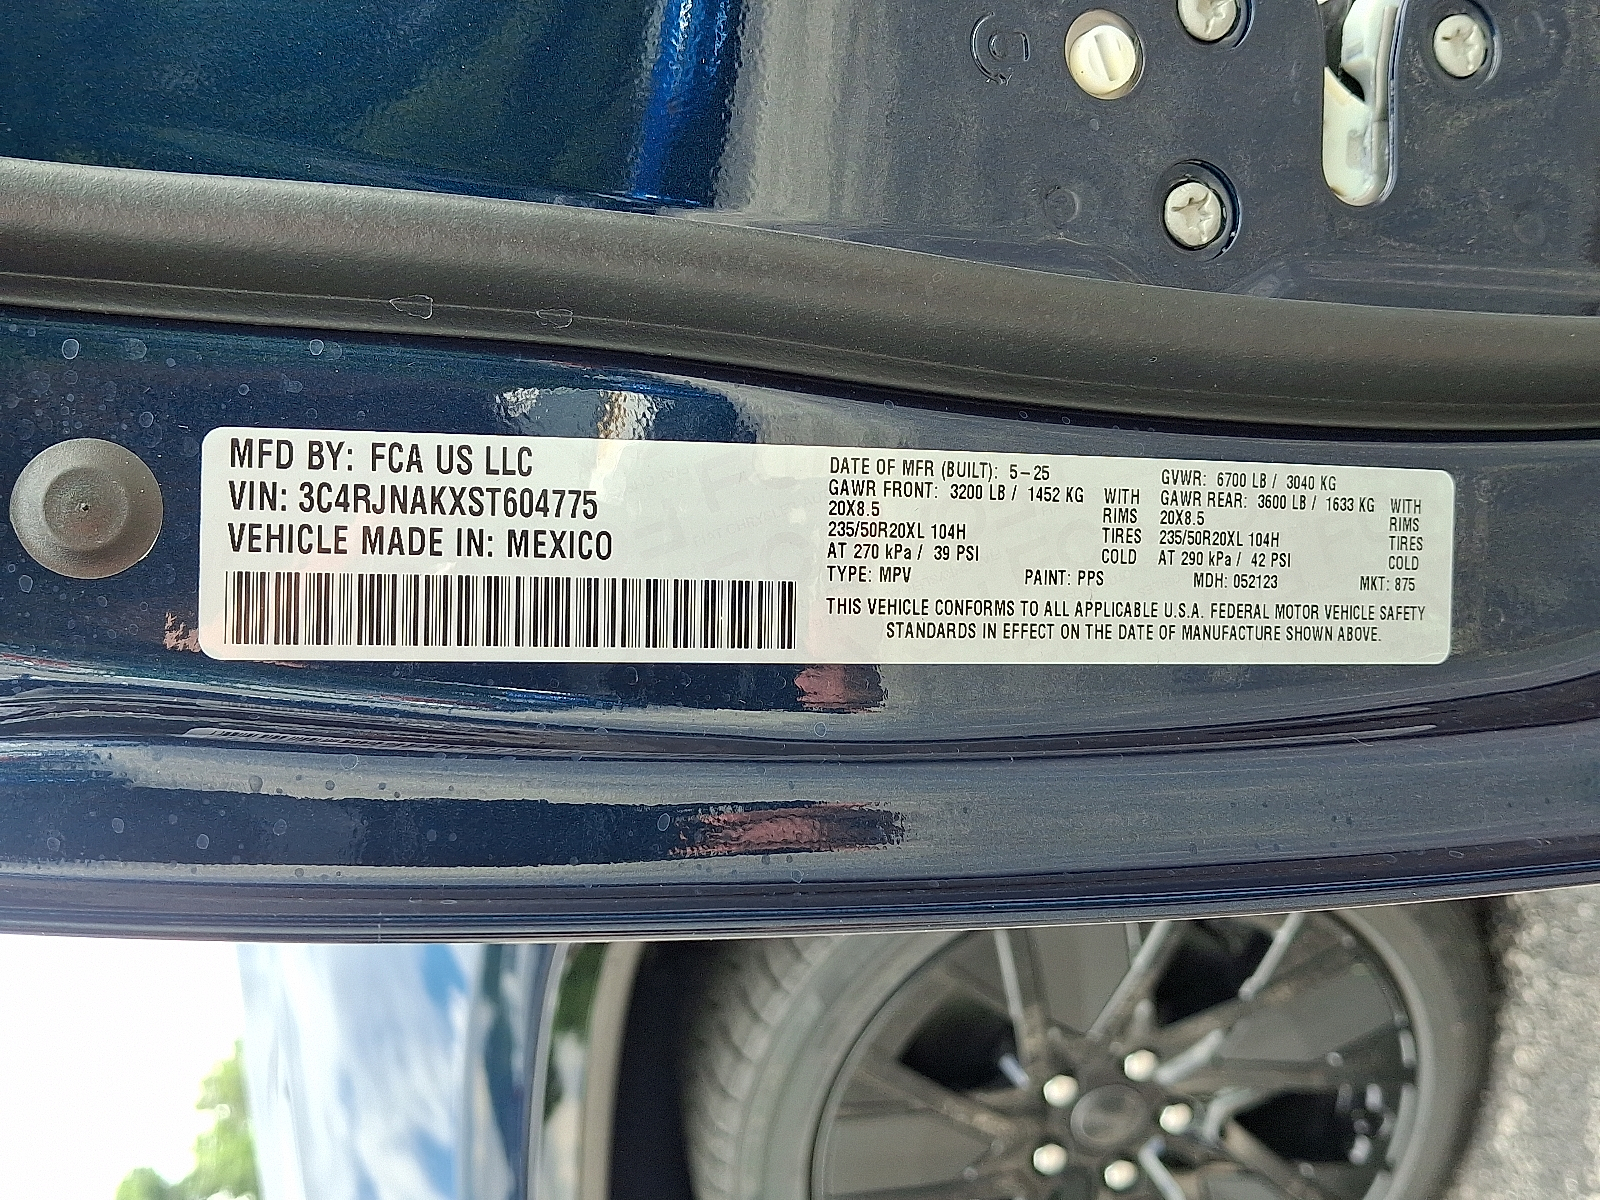 MFD BY: FCA US LLC
VIN: 3C4RJNAKXST604775
VEHICLE MADE IN: MEXICO
DATE OF MFR (BUILT): 5-25
GAWR FRONT: 3200 LB / 1452 KG WITH
20X8.5 RIMS
235/50R20XL 104H TIRES
AT 270 kPa / 39 PSI COLD
TYPE: MPV PAINT: PPS
GVWR: 6700 LB / 3040 KG
GAWR REAR: 3600 LB / 1633 KG WITH
20X8.5 RIMS
235/50R20XL 104H TIRES
AT 290 kPa / 42 PSI COLD
MDH: 052123 MKT: 875
THIS VEHICLE CONFORMS TO ALL APPLICABLE U.S.A. FEDERAL MOTOR VEHICLE SAFETY
STANDARDS IN EFFECT ON THE DATE OF MANUFACTURE SHOWN ABOVE.